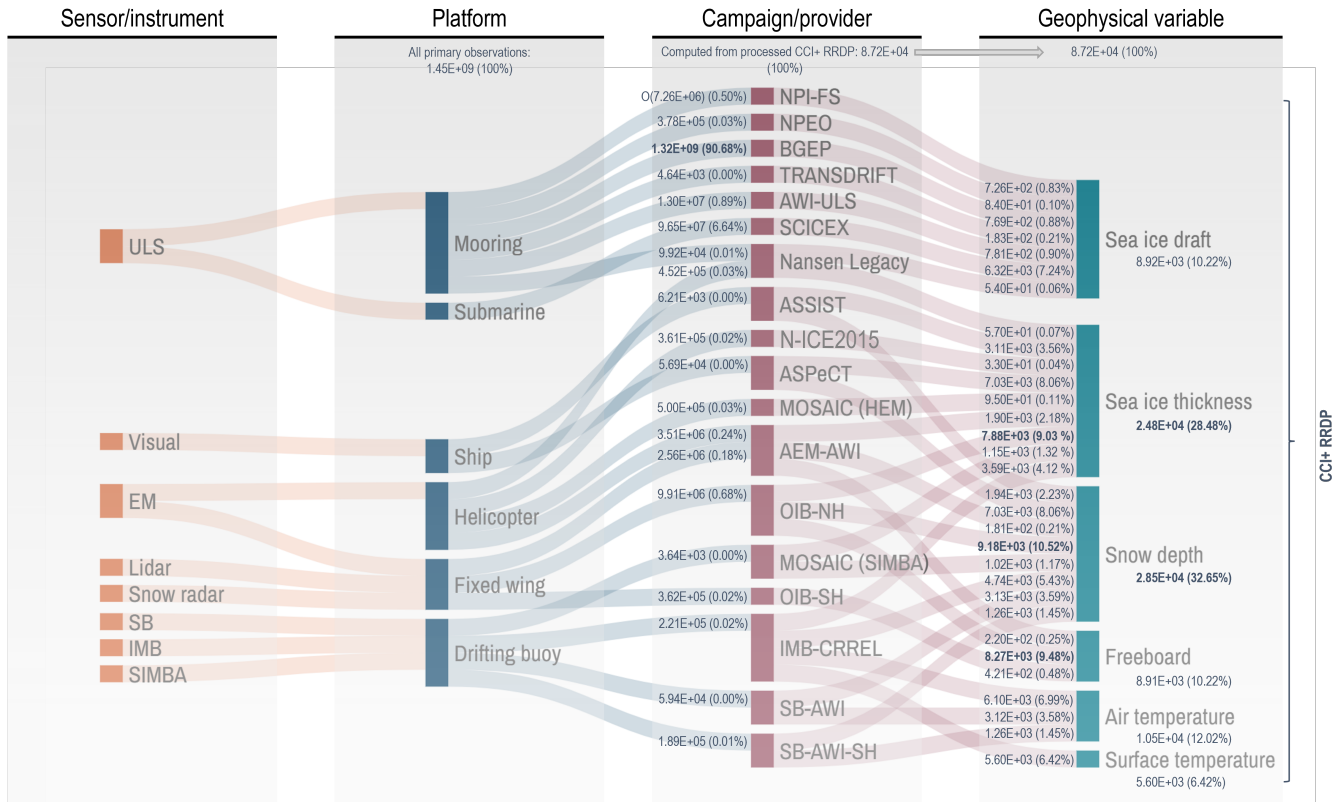 Sensor/instrument
Platform
Campaign/provider
Geophysical variable
All primary observations:
1.45E+09 (100%)
Computed from processed CCI+ RRDP: 8.72E+04
(100%)
8.72E+04 (100%)
ULS
Visual
EM
Lidar
Snow radar
SB
IMB
SIMBA
Mooring
Submarine
Ship
Helicopter
Fixed wing
Drifting buoy
O(7.26E+06) (0.50%)
NPI-FS
3.78E+05 (0.03%)
NPEO
1.32E+09 (90.68%)
BGEP
4.64E+03 (0.00%)
TRANSDRIFT
1.30E+07 (0.89%)
AWI-ULS
9.65E+07 (6.64%)
SCICEX
9.92E+04 (0.01%)
4.52E+05 (0.03%)
Nansen Legacy
6.21E+03 (0.00%)
ASSIST
3.61E+05 (0.02%)
N-ICE2015
5.69E+04 (0.00%)
ASPeCT
5.00E+05 (0.03%)
MOSAIC (HEM)
3.51E+06 (0.24%)
2.56E+06 (0.18%)
AEM-AWI
9.91E+06 (0.68%)
OIB-NH
3.64E+03 (0.00%)
MOSAIC (SIMBA)
3.62E+05 (0.02%)
OIB-SH
2.21E+05 (0.02%)
IMB-CRREL
5.94E+04 (0.00%)
SB-AWI
1.89E+05 (0.01%)
SB-AWI-SH
7.26E+02 (0.83%)
8.40E+01 (0.10%)
7.69E+02 (0.88%)
1.83E+02 (0.21%)
7.81E+02 (0.90%)
6.32E+03 (7.24%)
5.40E+01 (0.06%)
Sea ice draft
8.92E+03 (10.22%)
5.70E+01 (0.07%)
3.11E+03 (3.56%)
3.30E+01 (0.04%)
7.03E+03 (8.06%)
9.50E+01 (0.11%)
1.90E+03 (2.18%)
7.88E+03 (9.03 %)
1.15E+03 (1.32 %)
3.59E+03 (4.12 %)
Sea ice thickness
2.48E+04 (28.48%)
1.94E+03 (2.23%)
7.03E+03 (8.06%)
1.81E+02 (0.21%)
9.18E+03 (10.52%)
1.02E+03 (1.17%)
4.74E+03 (5.43%)
3.13E+03 (3.59%)
1.26E+03 (1.45%)
Snow depth
2.85E+04 (32.65%)
2.20E+02 (0.25%)
8.27E+03 (9.48%)
4.21E+02 (0.48%)
Freeboard
8.91E+03 (10.22%)
6.10E+03 (6.99%)
3.12E+03 (3.58%)
1.26E+03 (1.45%)
Air temperature
1.05E+04 (12.02%)
5.60E+03 (6.42%)
Surface temperature
5.60E+03 (6.42%)
CCI+ RRDP